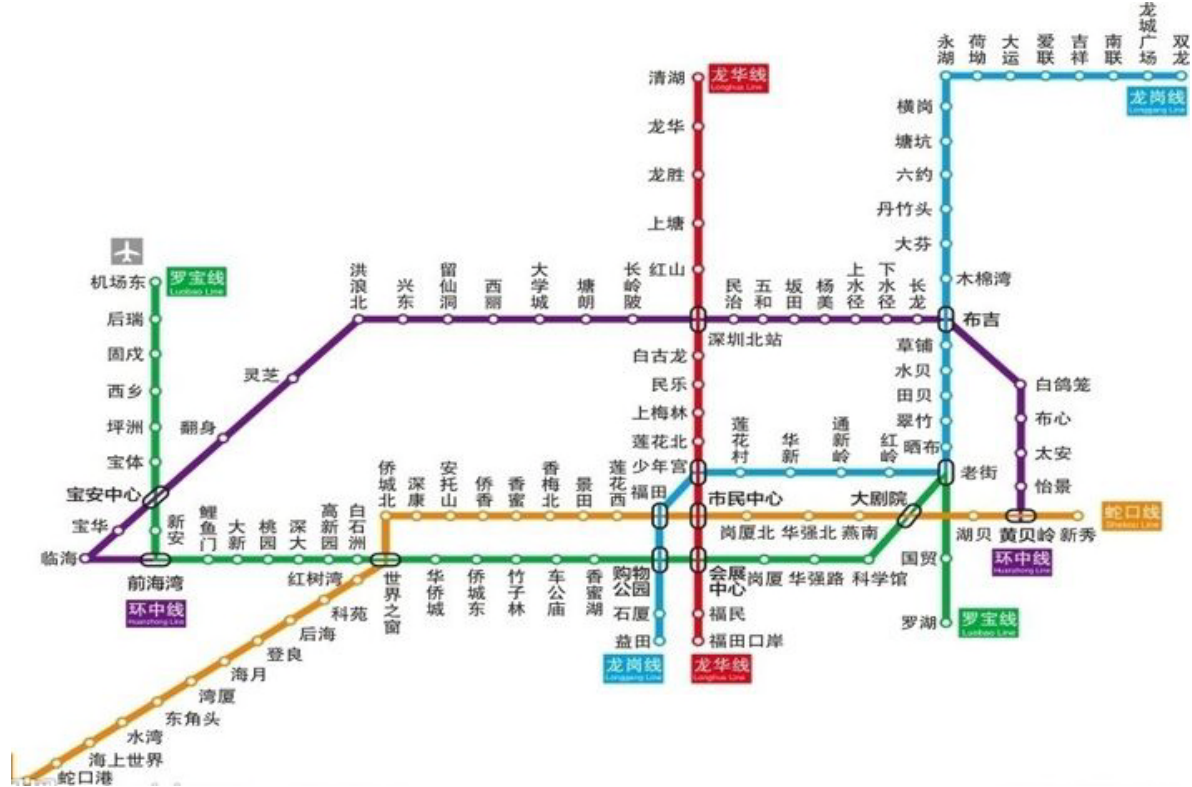 龙城广场
永湖
荷坳
大运
爱联
吉祥
南联
双龙
龙岗线
Longgang Line
清湖
龙华线
Longhua Line
横岗
龙华
塘坑
龙胜
六约
丹竹头
上塘
大芬
机场东
罗宝线
Luobao Line
洪浪北
兴东
留仙洞
西丽
大学城
塘朗
长岭陂
红山
民治
五和
坂田
杨美
上水径
下水径
长龙
木棉湾
后瑞
布吉
深圳北站
固戍
白古龙
草铺
灵芝
水贝
西乡
民乐
白鸽笼
田贝
上梅林
布心
坪洲
翻身
莲花北
莲花村
华新
通新岭
红岭
翠竹
晒布
太安
宝体
少年宫
老街
侨城北
深康
安托山
侨香
香蜜
香梅北
景田
莲花西
福田
怡景
宝安中心
市民中心
大剧院
宝华
新安
鲤鱼门
大新
桃园
深大
高新园
白石洲
岗厦北
华强北
燕南
湖贝
黄贝岭
新秀
蛇口线
Shekou Line
临海
前海湾
红树湾
世界之窗
华侨城
侨城东
竹子林
车公庙
香蜜湖
购物公园
会展中心
岗厦
华强路
科学馆
国贸
环中线
Huanzhong Line
环中线
Huanzhong Line
科苑
石厦
福民
罗湖
罗宝线
Luobao Line
后海
益田
福田口岸
登良
龙岗线
Longgang Line
龙华线
Longhua Line
海月
湾厦
东角头
水湾
海上世界
蛇口港